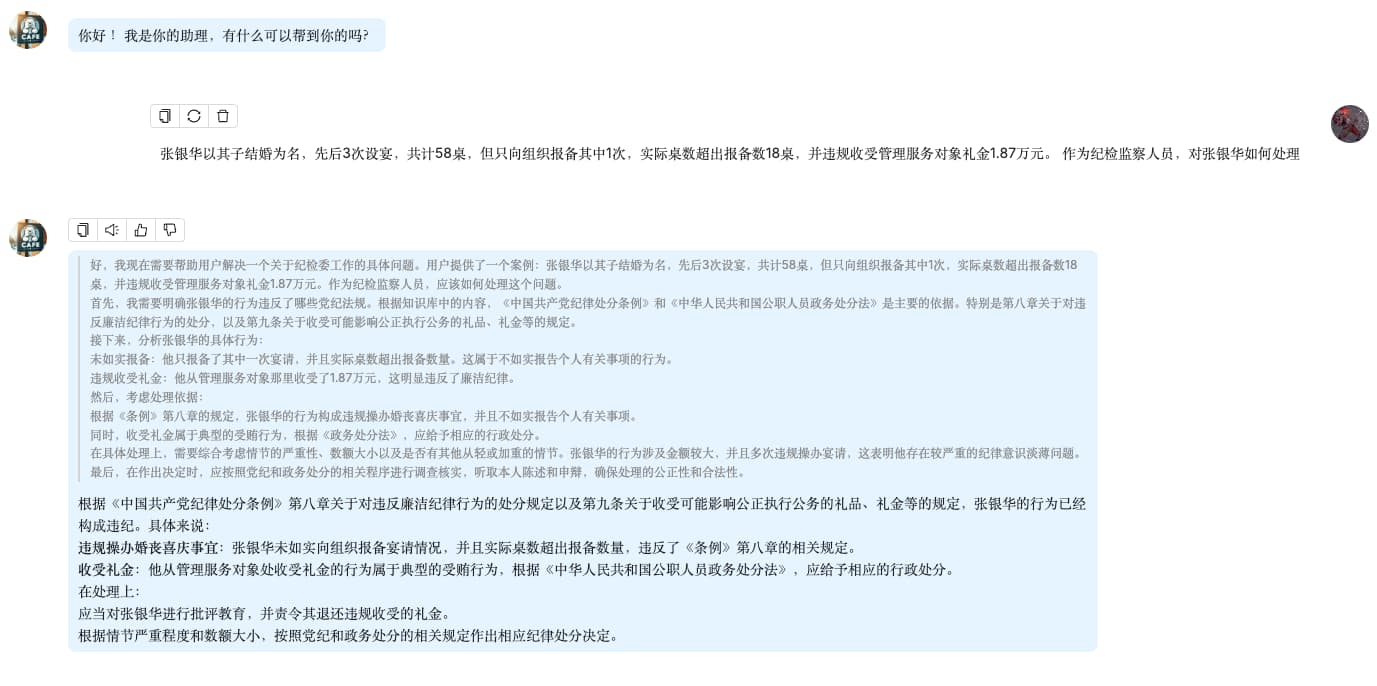 你好！ 我是你的助理，有什么可以帮到你的吗?
张银华以其子结婚为名，先后3次设宴，共计58桌，但只向组织报备其中1次，实际桌数超出报备数18桌，并违规收受管理服务对象礼金1.87万元。 作为纪检监察人员，对张银华如何处理
好，我现在需要帮助用户解决一个关于纪检委工作的具体问题。用户提供了一个案例：张银华以其子结婚为名，先后3次设宴，共计58桌，但只向组织报备其中1次，实际桌数超出报备数18
桌，并违规收受管理服务对象礼金1.87万元。作为纪检监察人员，应该如何处理这个问题。
首先，我需要明确张银华的行为违反了哪些党纪法规。根据知识库中的内容，《中国共产党纪律处分条例》和《中华人民共和国公职人员政务处分法》是主要的依据。特别是第八章关于对违
反廉洁纪律行为的处分，以及第九条关于收受可能影响公正执行公务的礼品、礼金等的规定。
接下来，分析张银华的具体行为：
未如实报备：他只报备了其中一次宴请，并且实际桌数超出报备数量。这属于不如实报告个人有关事项的行为。
违规收受礼金：他从管理服务对象那里收受了1.87万元，这明显违反了廉洁纪律。
然后，考虑处理依据：
根据《条例》第八章的规定，张银华的行为构成违规操办婚丧喜庆事宜，并且不如实报告个人有关事项。
同时，收受礼金属于典型的受贿行为，根据《政务处分法》，应给予相应的行政处分。
在具体处理上，需要综合考虑情节的严重性、数额大小以及是否有其他从轻或加重的情节。张银华的行为涉及金额较大，并且多次违规操办宴请，这表明他存在较严重的纪律意识淡薄问题。
最后，在作出决定时，应按照党纪和政务处分的相关程序进行调查核实，听取本人陈述和申辩，确保处理的公正性和合法性。
根据《中国共产党纪律处分条例》第八章关于对违反廉洁纪律行为的处分规定以及第九条关于收受可能影响公正执行公务的礼品、礼金等的规定，张银华的行为已经
构成违纪。具体来说：
违规操办婚丧喜庆事宜：张银华未如实向组织报备宴请情况，并且实际桌数超出报备数量，违反了《条例》第八章的相关规定。
收受礼金：他从管理服务对象处收受礼金的行为属于典型的受贿行为，根据《中华人民共和国公职人员政务处分法》，应给予相应的行政处分。
在处理上：
应当对张银华进行批评教育，并责令其退还违规收受的礼金。
根据情节严重程度和数额大小，按照党纪和政务处分的相关规定作出相应纪律处分决定。